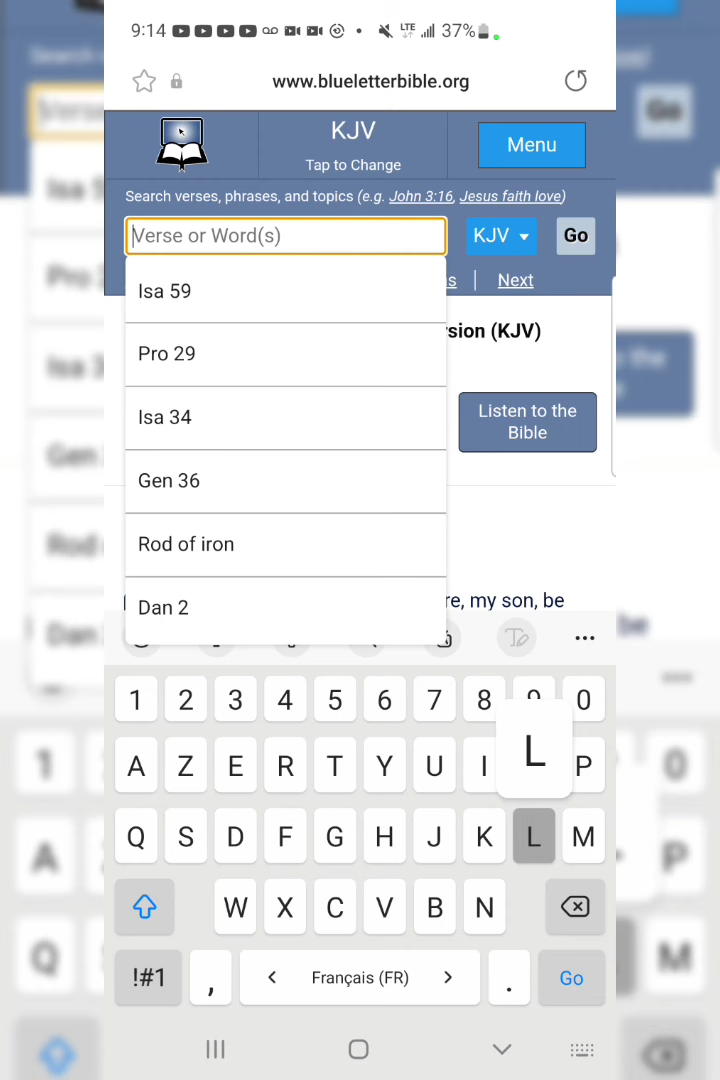 9:14 LTE 37%
www.blueletterbible.org
KJV
Tap to Change
Menu
Search verses, phrases, and topics (e.g. John 3:16, Jesus faith love)
Verse or Word(s)
KJV
Go
s | Next
Isa 59
sion (KJV)
Pro 29
Isa 34
Listen to the
Bible
Gen 36
Rod of iron
Dan 2
re, my son, be
1 2 3 4 5 6 7 8 9 0
A Z E R T Y U I L P
Q S D F G H J K L M
W X C V B N
!#1 , < Français (FR) > . Go